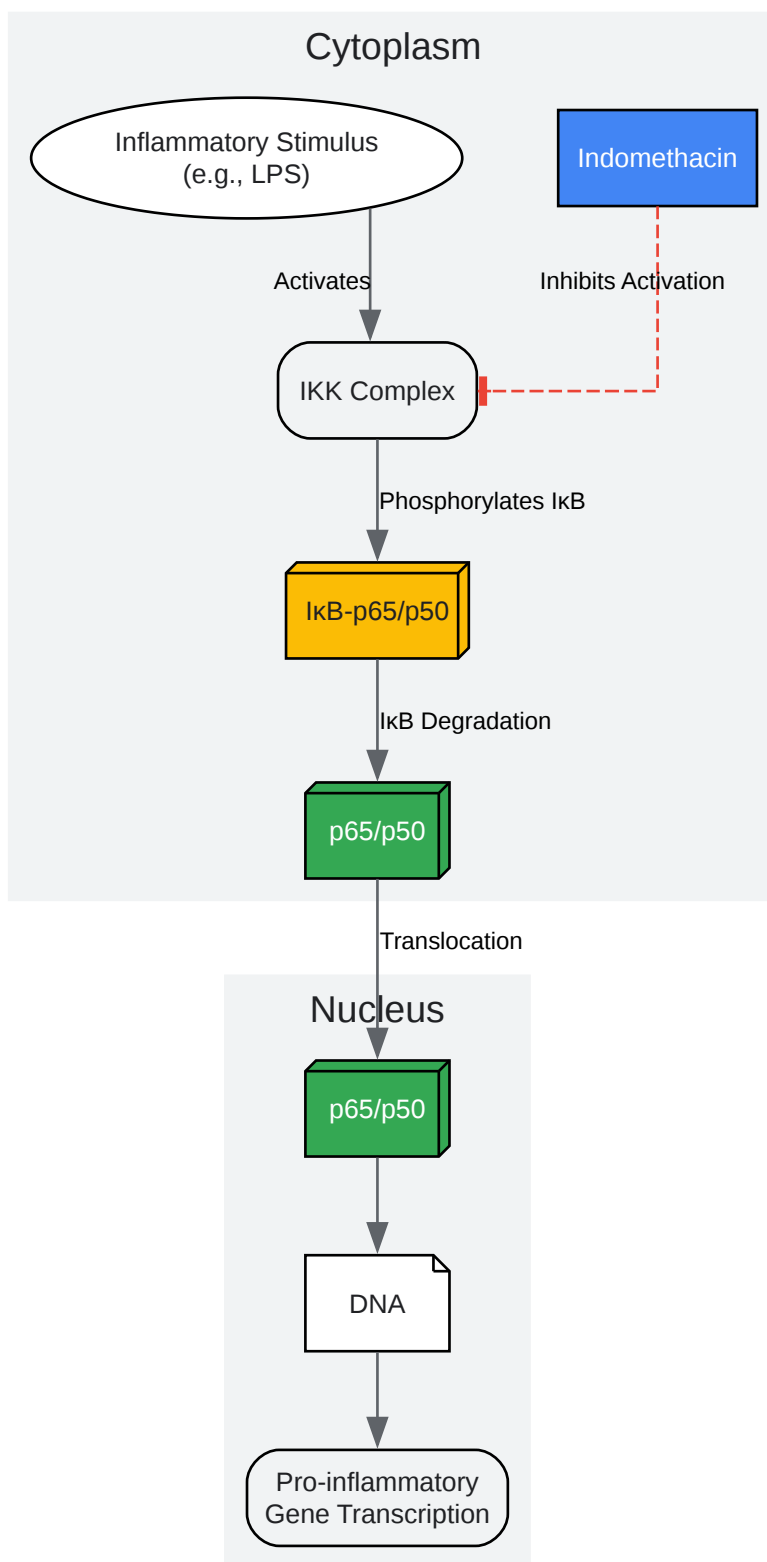 Cytoplasm
Inflammatory Stimulus
(e.g., LPS)
Indomethacin
Activates
Inhibits Activation
IKK Complex
Phosphorylates IκB
IκB-p65/p50
IκB Degradation
p65/p50
Translocation
Nucleus
p65/p50
DNA
Pro-inflammatory
Gene Transcription